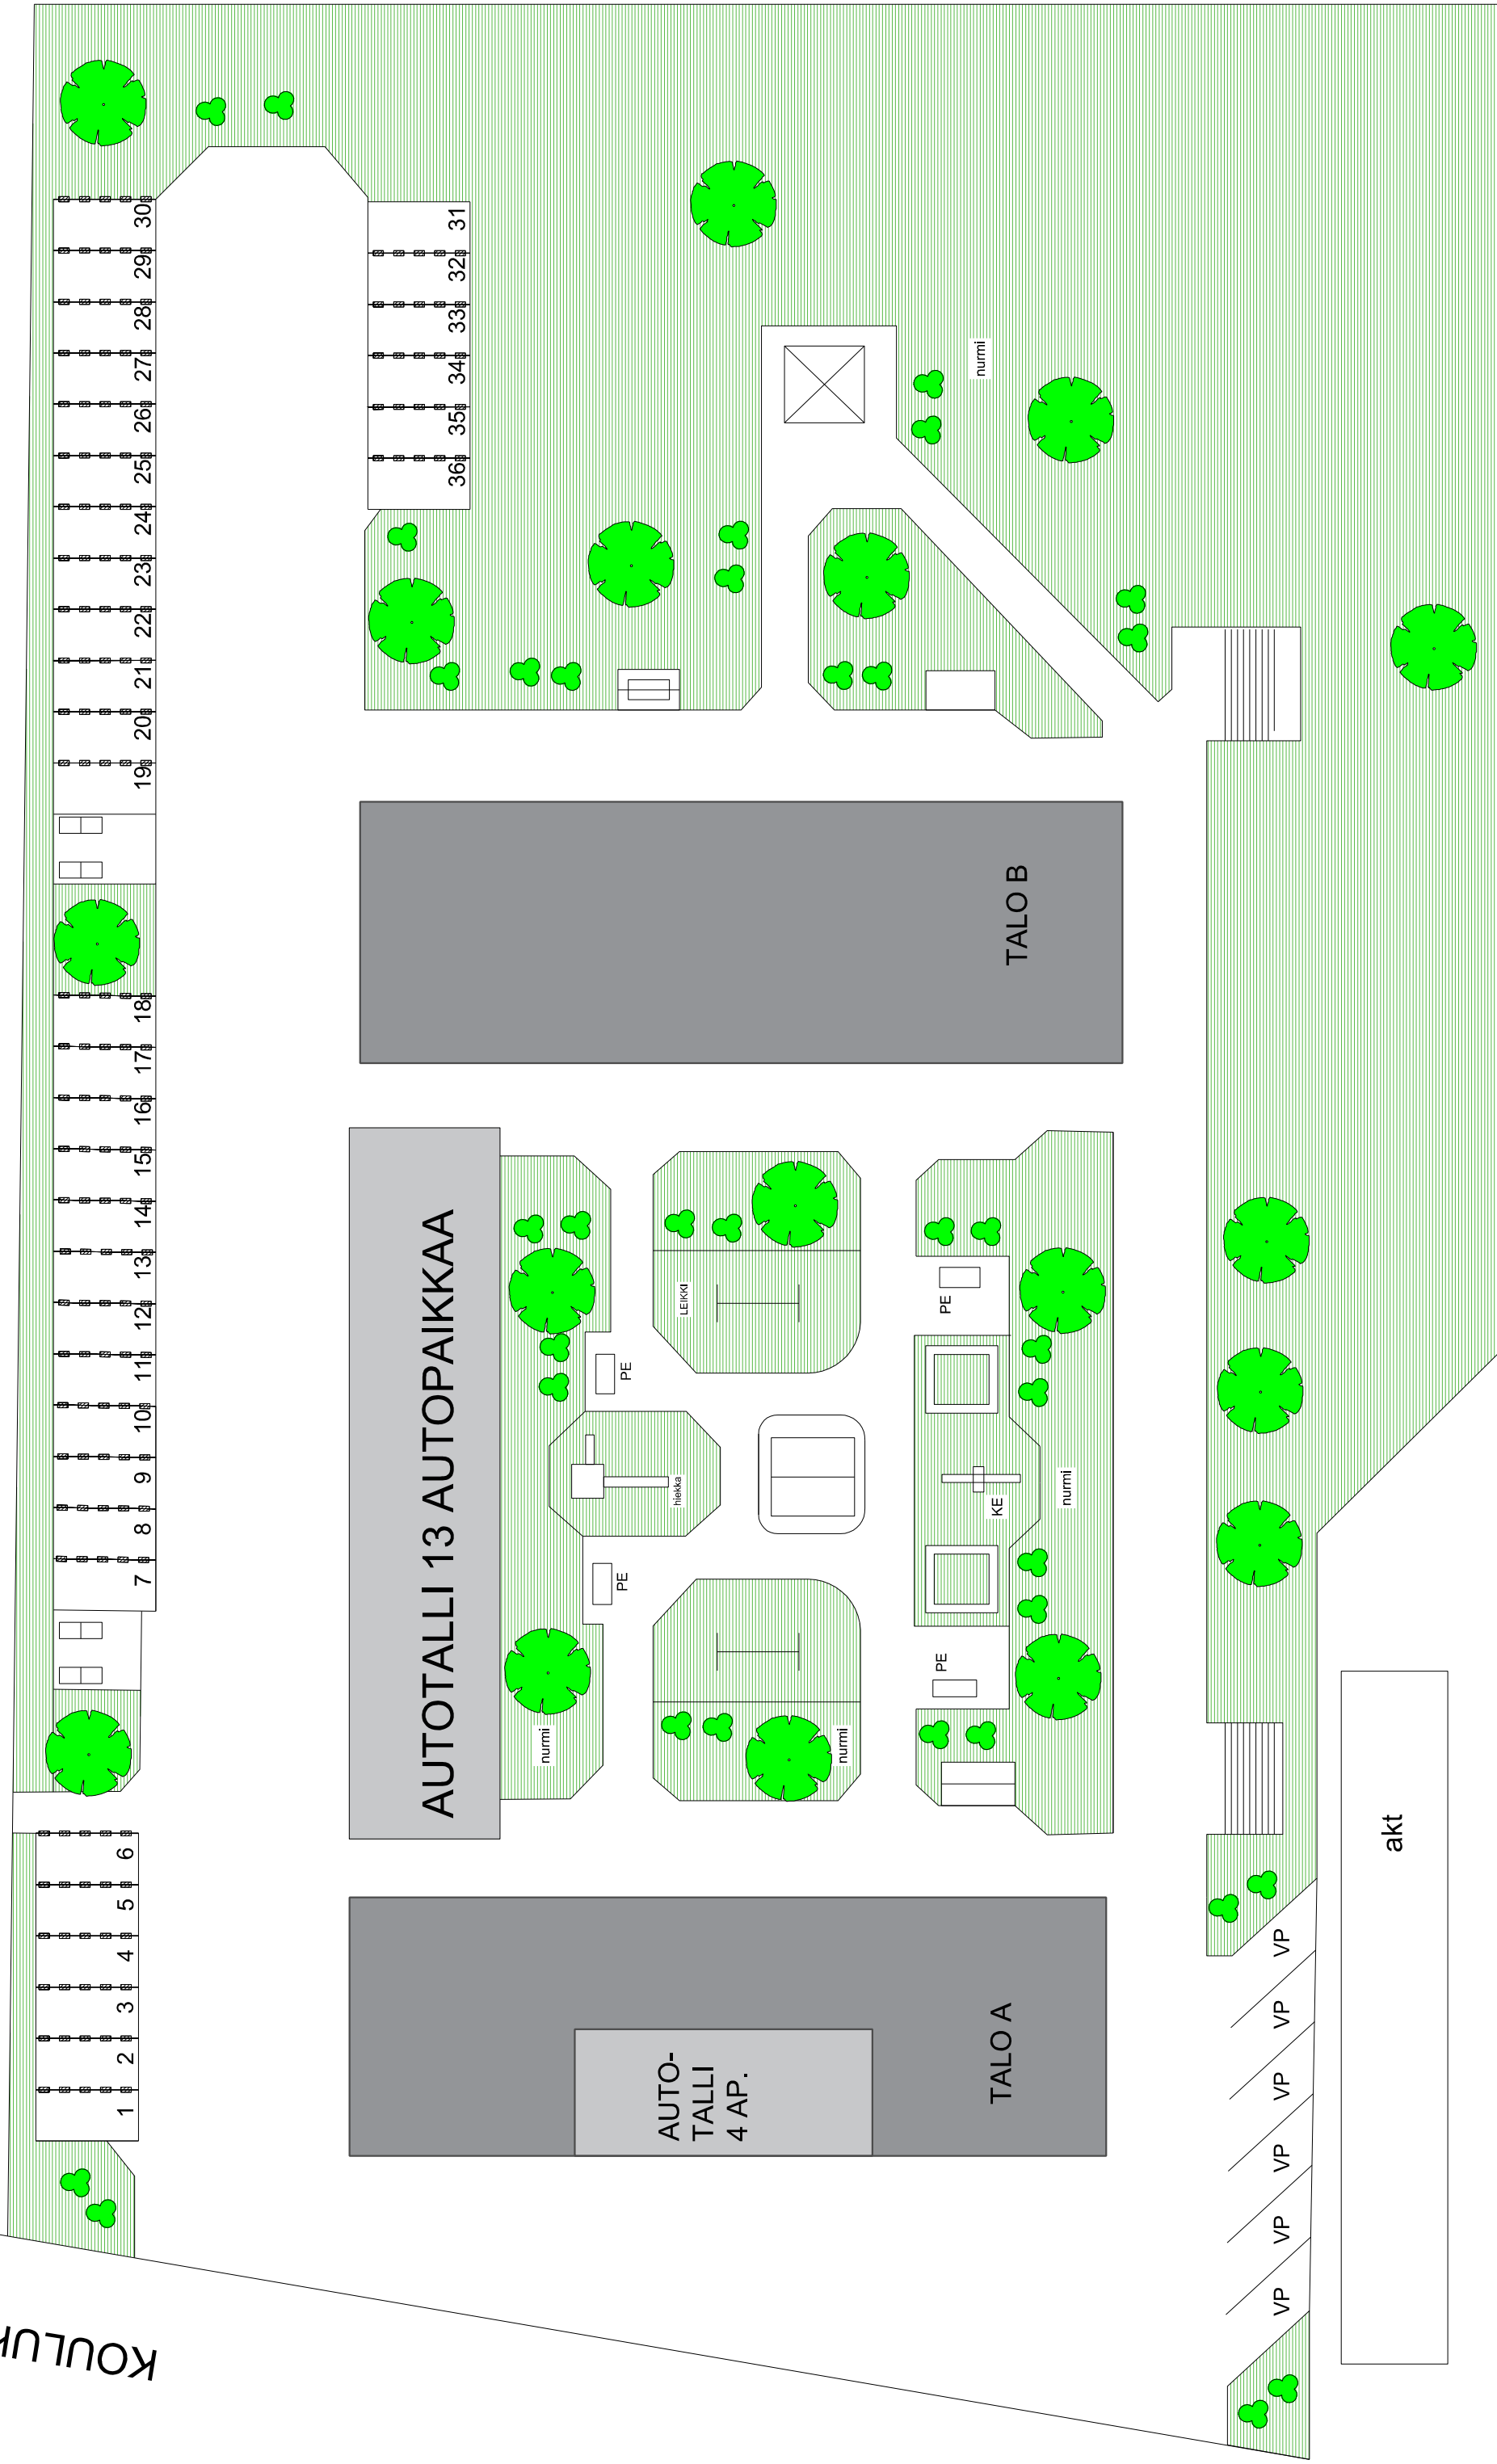 30
29
28
27
26
25
24
23
22
21
20
19
31
32
33
34
35
36
nurmi
TALO B
18
17
16
15
14
13
12
11
10
9
8
7
AUTOTALLI 13 AUTOPAIKKAA
LEIKKI
PE
PE
hiekka
KE
nurmi
PE
PE
nurmi
nurmi
6
5
4
3
2
1
AUTO-
TALLI
4 AP.
TALO A
akt
VP
VP
VP
VP
VP
VP
KOULU